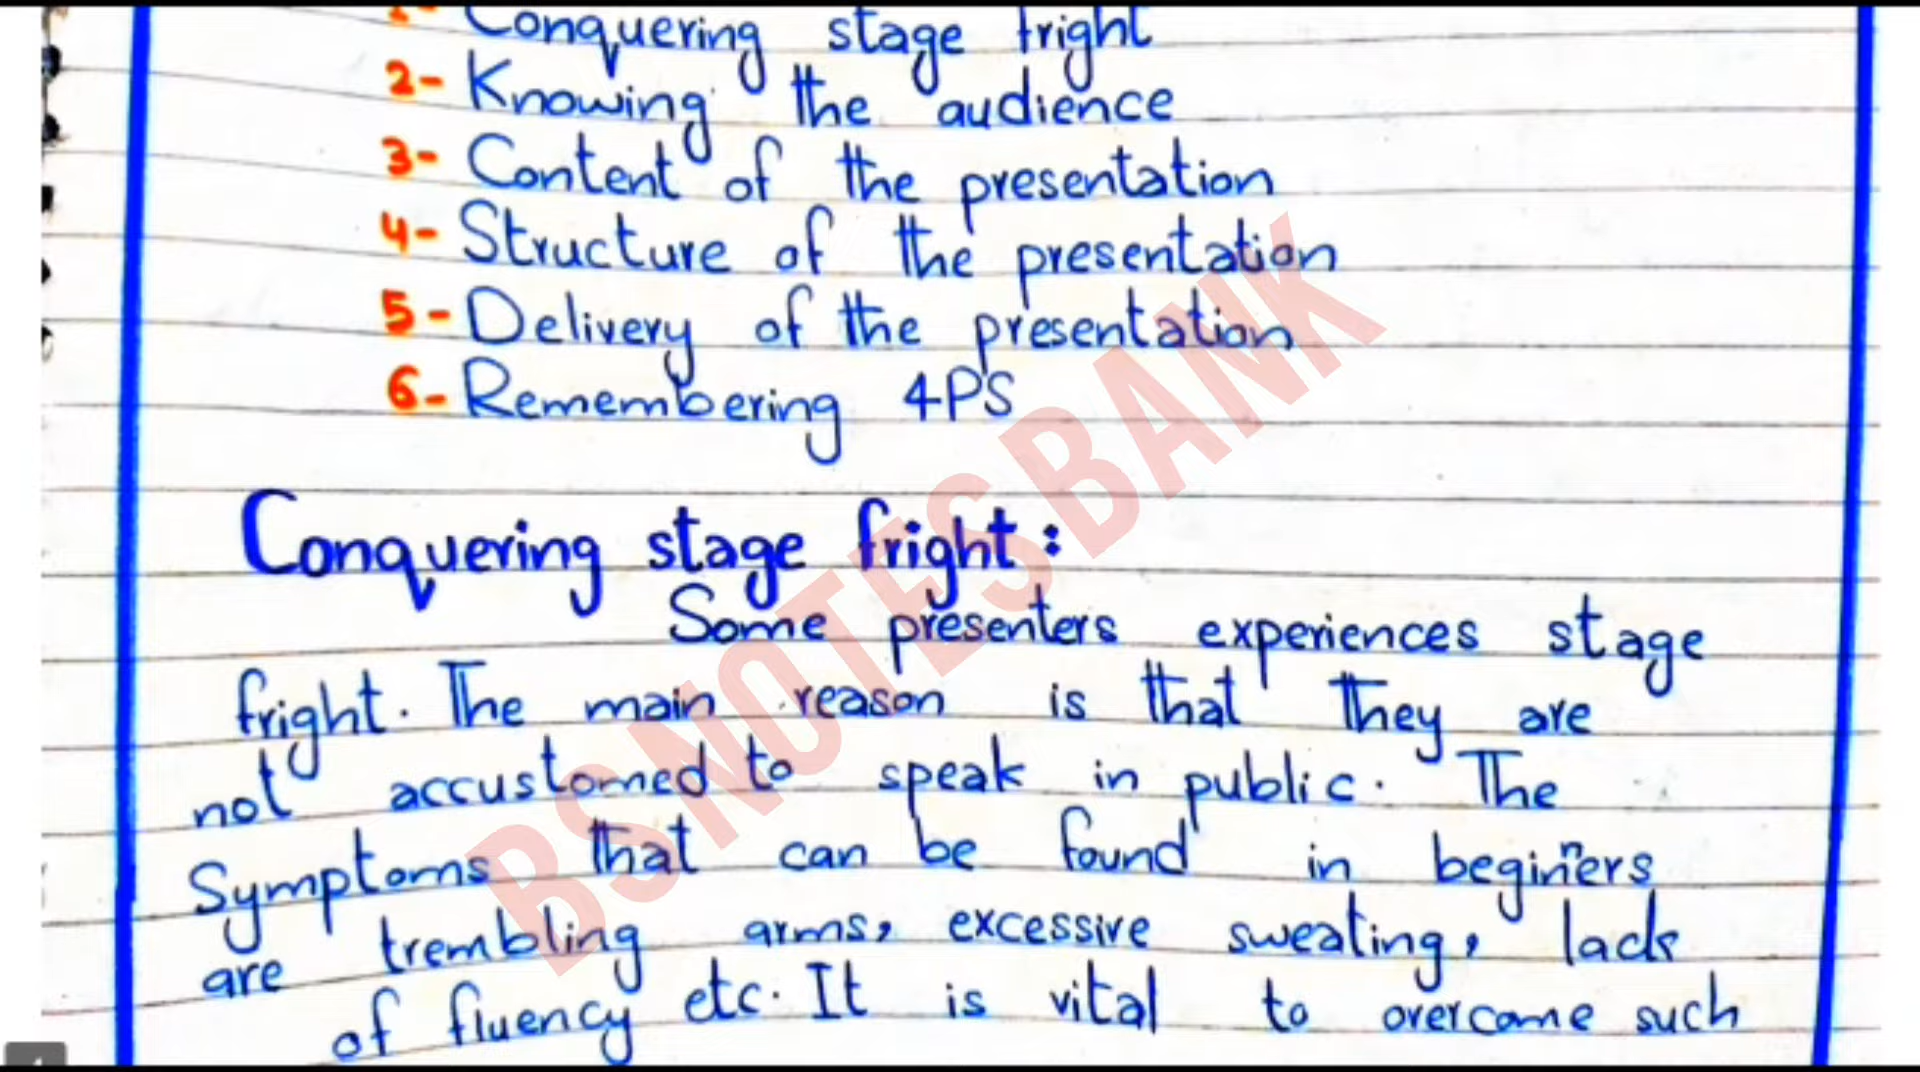 1- Conquering stage fright
2- Knowing the audience
3- Content of the presentation
4- Structure of the presentation
5- Delivery of the presentation
6- Remembering 4PS
Conquering stage fright:
Some presenters experiences stage
fright. The main reason is that they are
not accustomed to speak in public. The
Symptoms that can be found in beginners
are trembling arms, excessive sweating, lack
of fluency etc. It is vital to overcome such
BSNOTES BANK